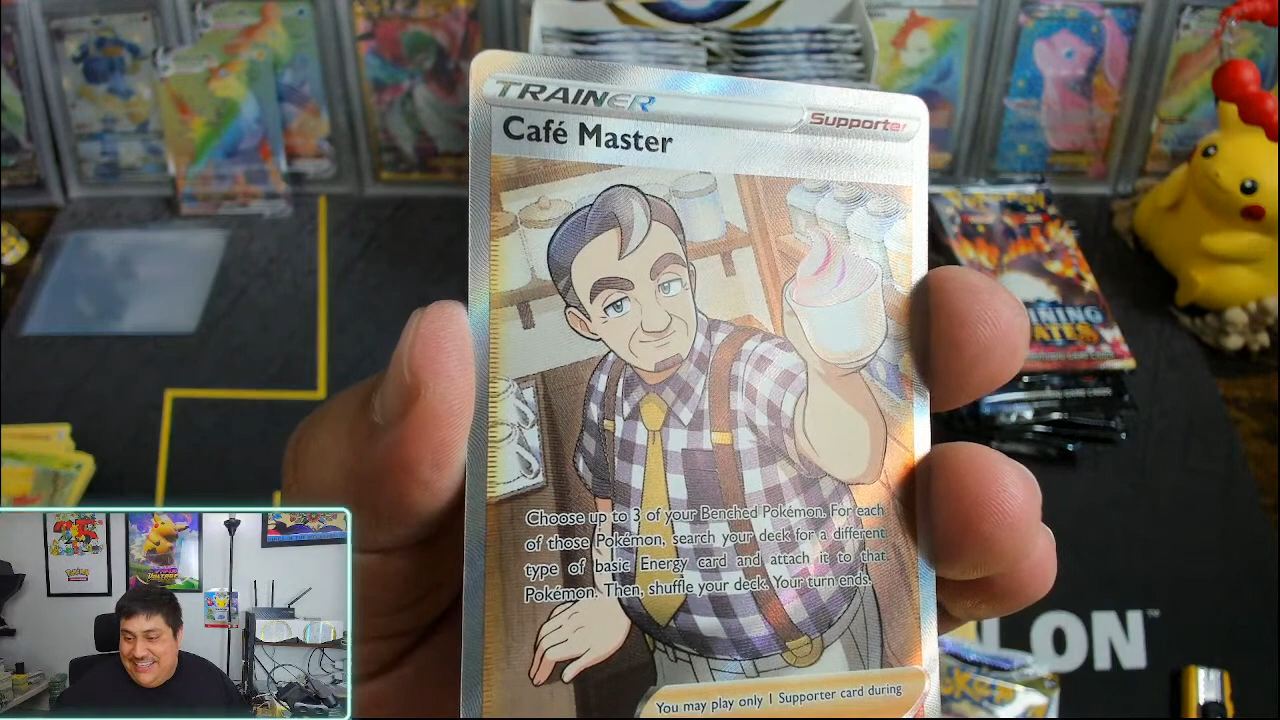 TRAINER
Supporter
Café Master
Choose up to 3 of your Benched Pokémon. For each
of those Pokémon, search your deck for a different
type of basic Energy card and attach it to that
Pokémon. Then, shuffle your deck. Your turn ends.
You may play only 1 Supporter card during
LON™